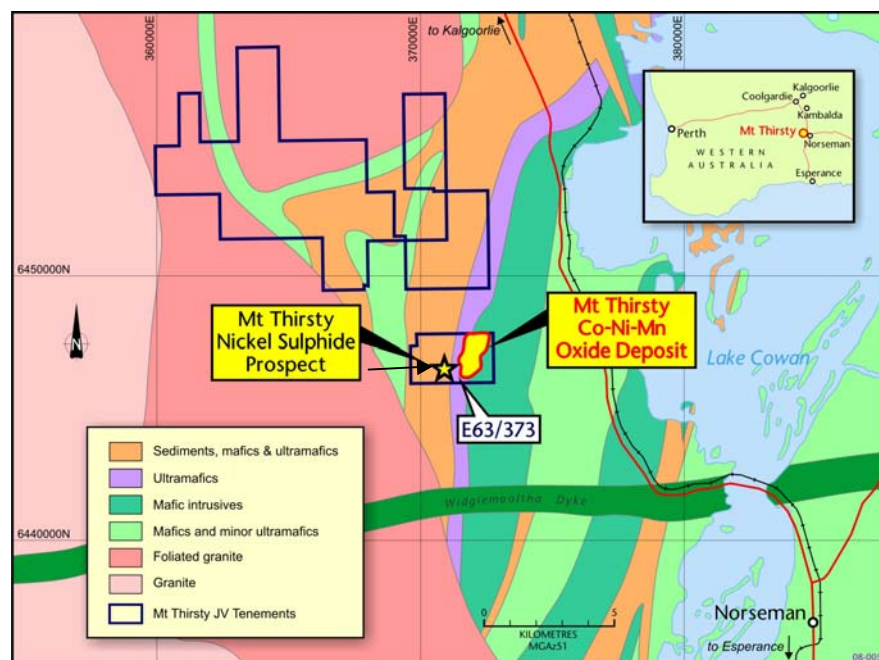 360000E
370000E
380000E
to Kalgoorlie
Kalgoorlie
Coolgardie
Kambalda
Perth
Mt Thirsty
Norseman
WESTERN
AUSTRALIA
Esperance
6450000N
Mt Thirsty
Nickel Sulphide
Prospect
Mt Thirsty
Co-Ni-Mn
Oxide Deposit
Lake Cowan
N
E63/373
Sediments, mafics & ultramafics
Ultramafics
Mafic intrusives
Mafics and minor ultramafics
Foliated granite
Granite
Mt Thirsty JV Tenements
Widgiemooltha Dyke
6440000N
0
5
KILOMETRES
MGAz51
Norseman
to Esperance